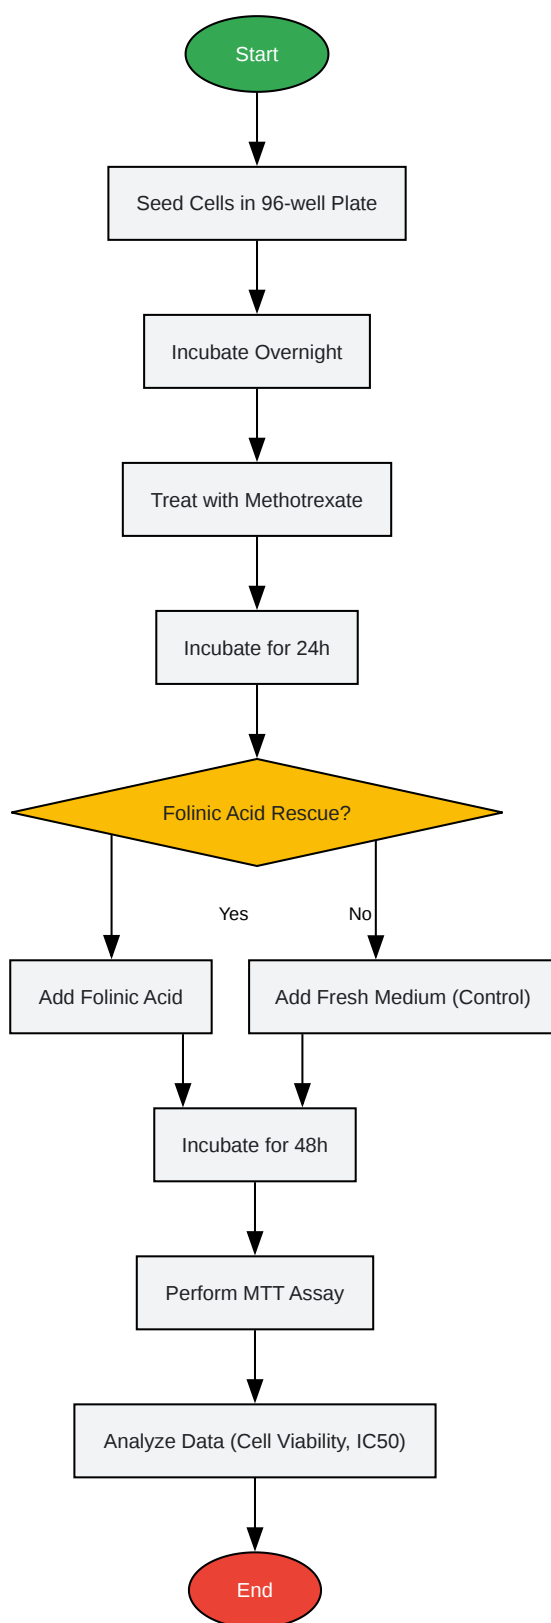 Start
Seed Cells in 96-well Plate
Incubate Overnight
Treat with Methotrexate
Incubate for 24h
Folinic Acid Rescue?
Yes
No
Add Folinic Acid
Add Fresh Medium (Control)
Incubate for 48h
Perform MTT Assay
Analyze Data (Cell Viability, IC50)
End